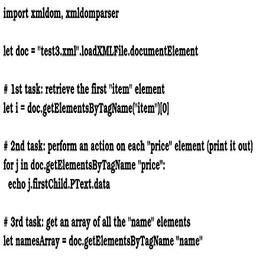 import xmldom, xmldomparser
let doc = "test3.xml".loadXMLFile.documentElement
# 1st task: retrieve the first "item" element
let i = doc.getElementsByTagName("item")[0]
# 2nd task: perform an action on each "price" element (print it out)
for j in doc.getElementsByTagName "price":
  echo j.firstChild.PText.data
# 3rd task: get an array of all the "name" elements
let namesArray = doc.getElementsByTagName "name"